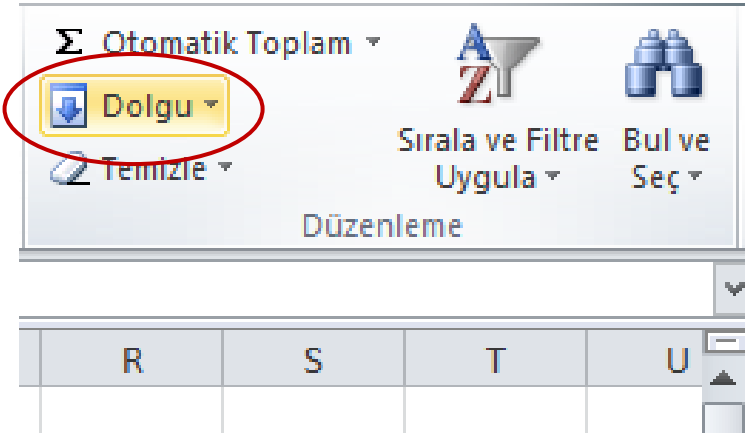 Σ Otomatik Toplam
Dolgu
Temizle
Sırala ve Filtre
Uygula
Bul ve
Seç
Düzenleme
R S T U